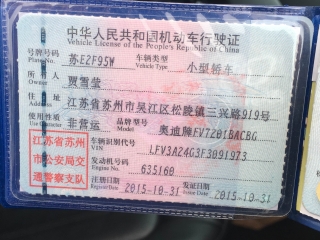 中华人民共和国机动车行驶证
Vehicle License of the People's Republic of China
号牌号码 Plate No. 苏E2F95W 车辆类型 Vehicle Type 小型轿车
所有人 Owner 贾雪莹
住址 Address 江苏省苏州市吴江区松陵镇三兴路919号
使用性质 Use Character 非营运 品牌型号 Model 奥迪牌FV7201BACBG
江苏省苏州市公安局交通警察支队
车辆识别代号 VIN LFV3A24G3F3091973
发动机号码 Engine No. 635160
注册日期 Register Date 2015-10-31 发证日期 Issue Date 2015-10-31